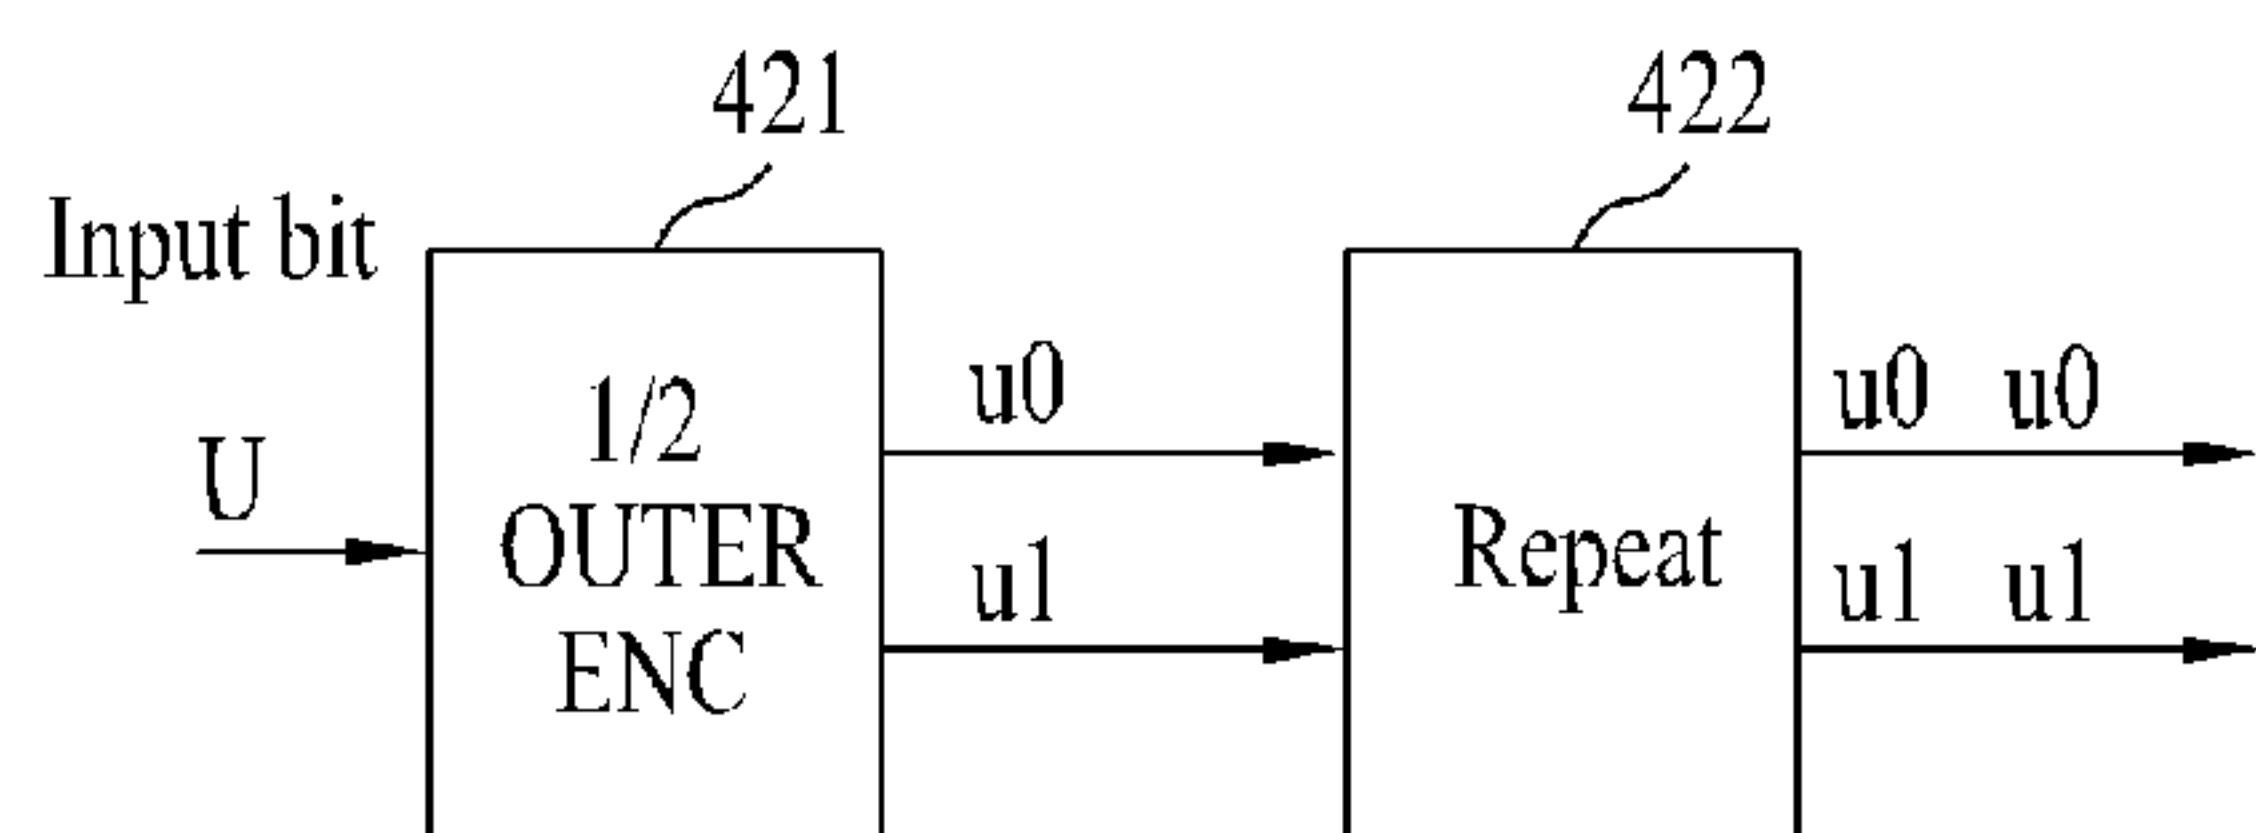 421
422
Input bit
U
1/2
OUTER
ENC
u0
u1
Repeat
u0 u0
u1 u1